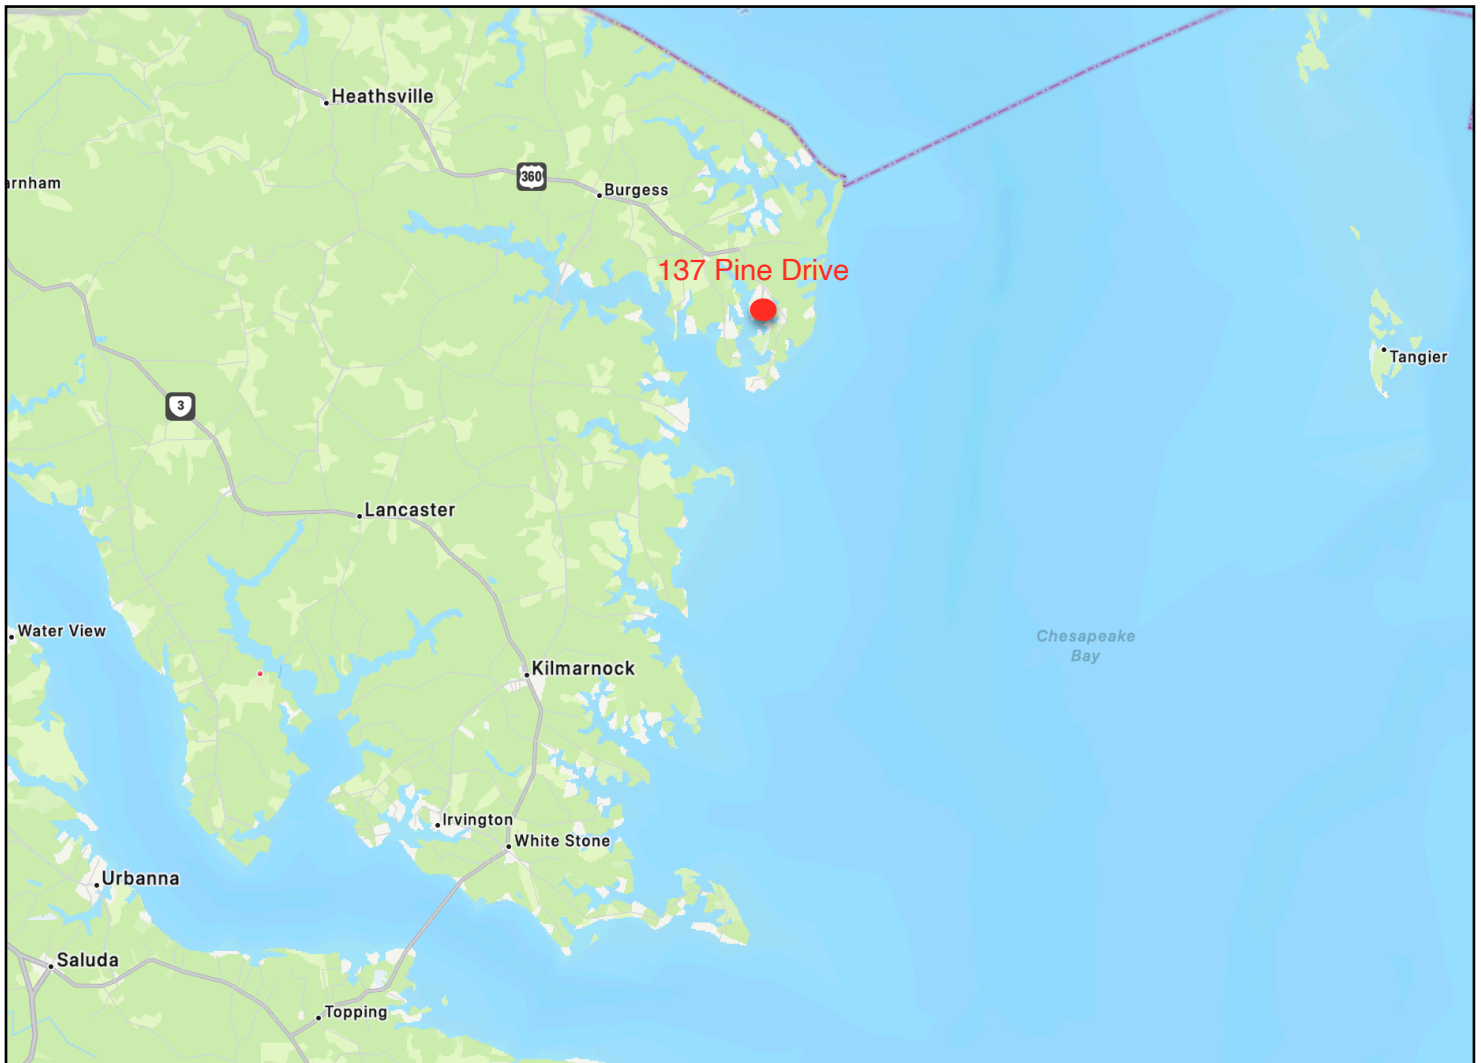 Heathsville
360
arnham
Burgess
137 Pine Drive
Tangier
3
Lancaster
Water View
Chesapeake
Bay
Kilmarnock
Irvington
White Stone
Urbanna
Saluda
Topping